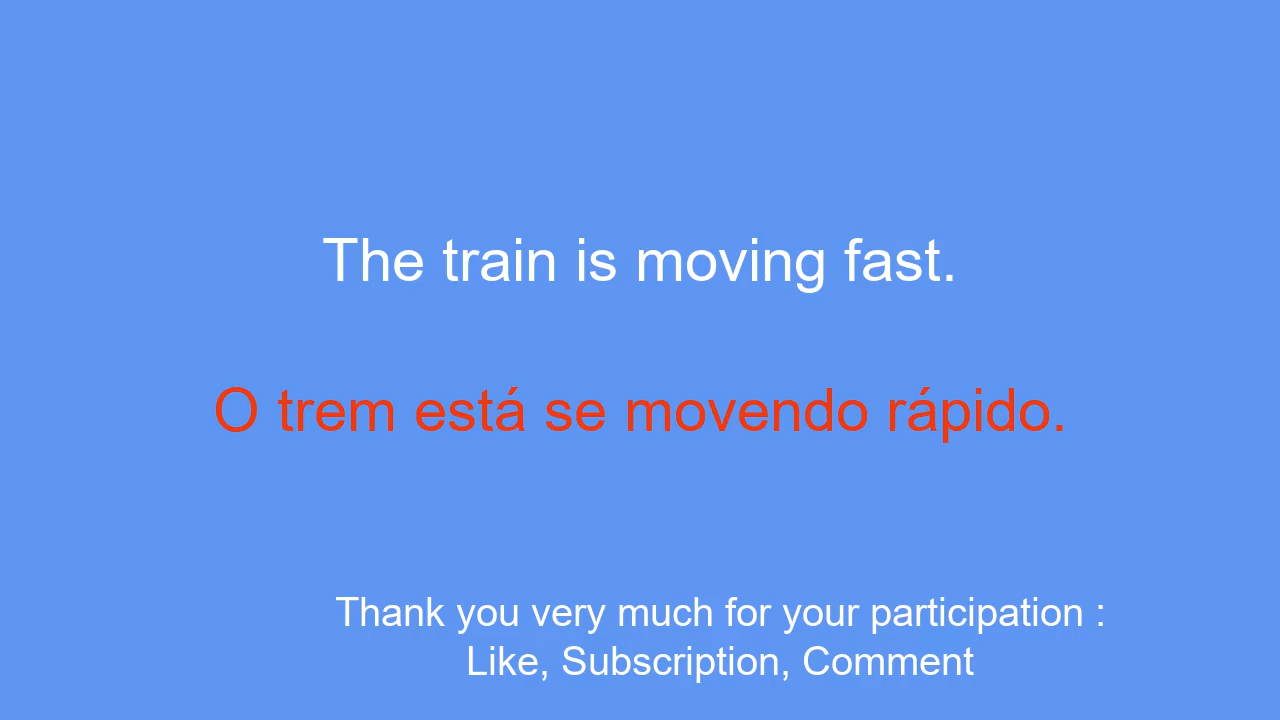 The train is moving fast.
O trem está se movendo rápido.
Thank you very much for your participation :
Like, Subscription, Comment